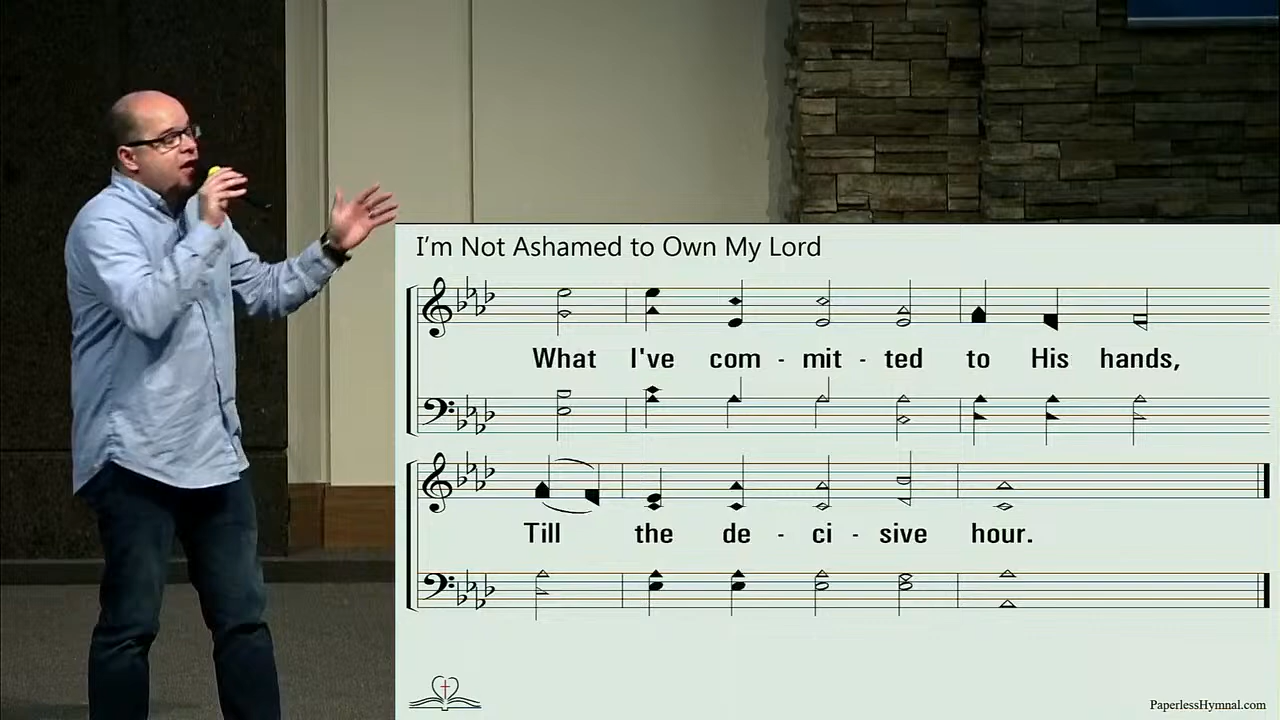 I'm Not Ashamed to Own My Lord
What I've com - mit - ted to His hands,
Till the de - ci - sive hour.
PaperlessHymnal.com